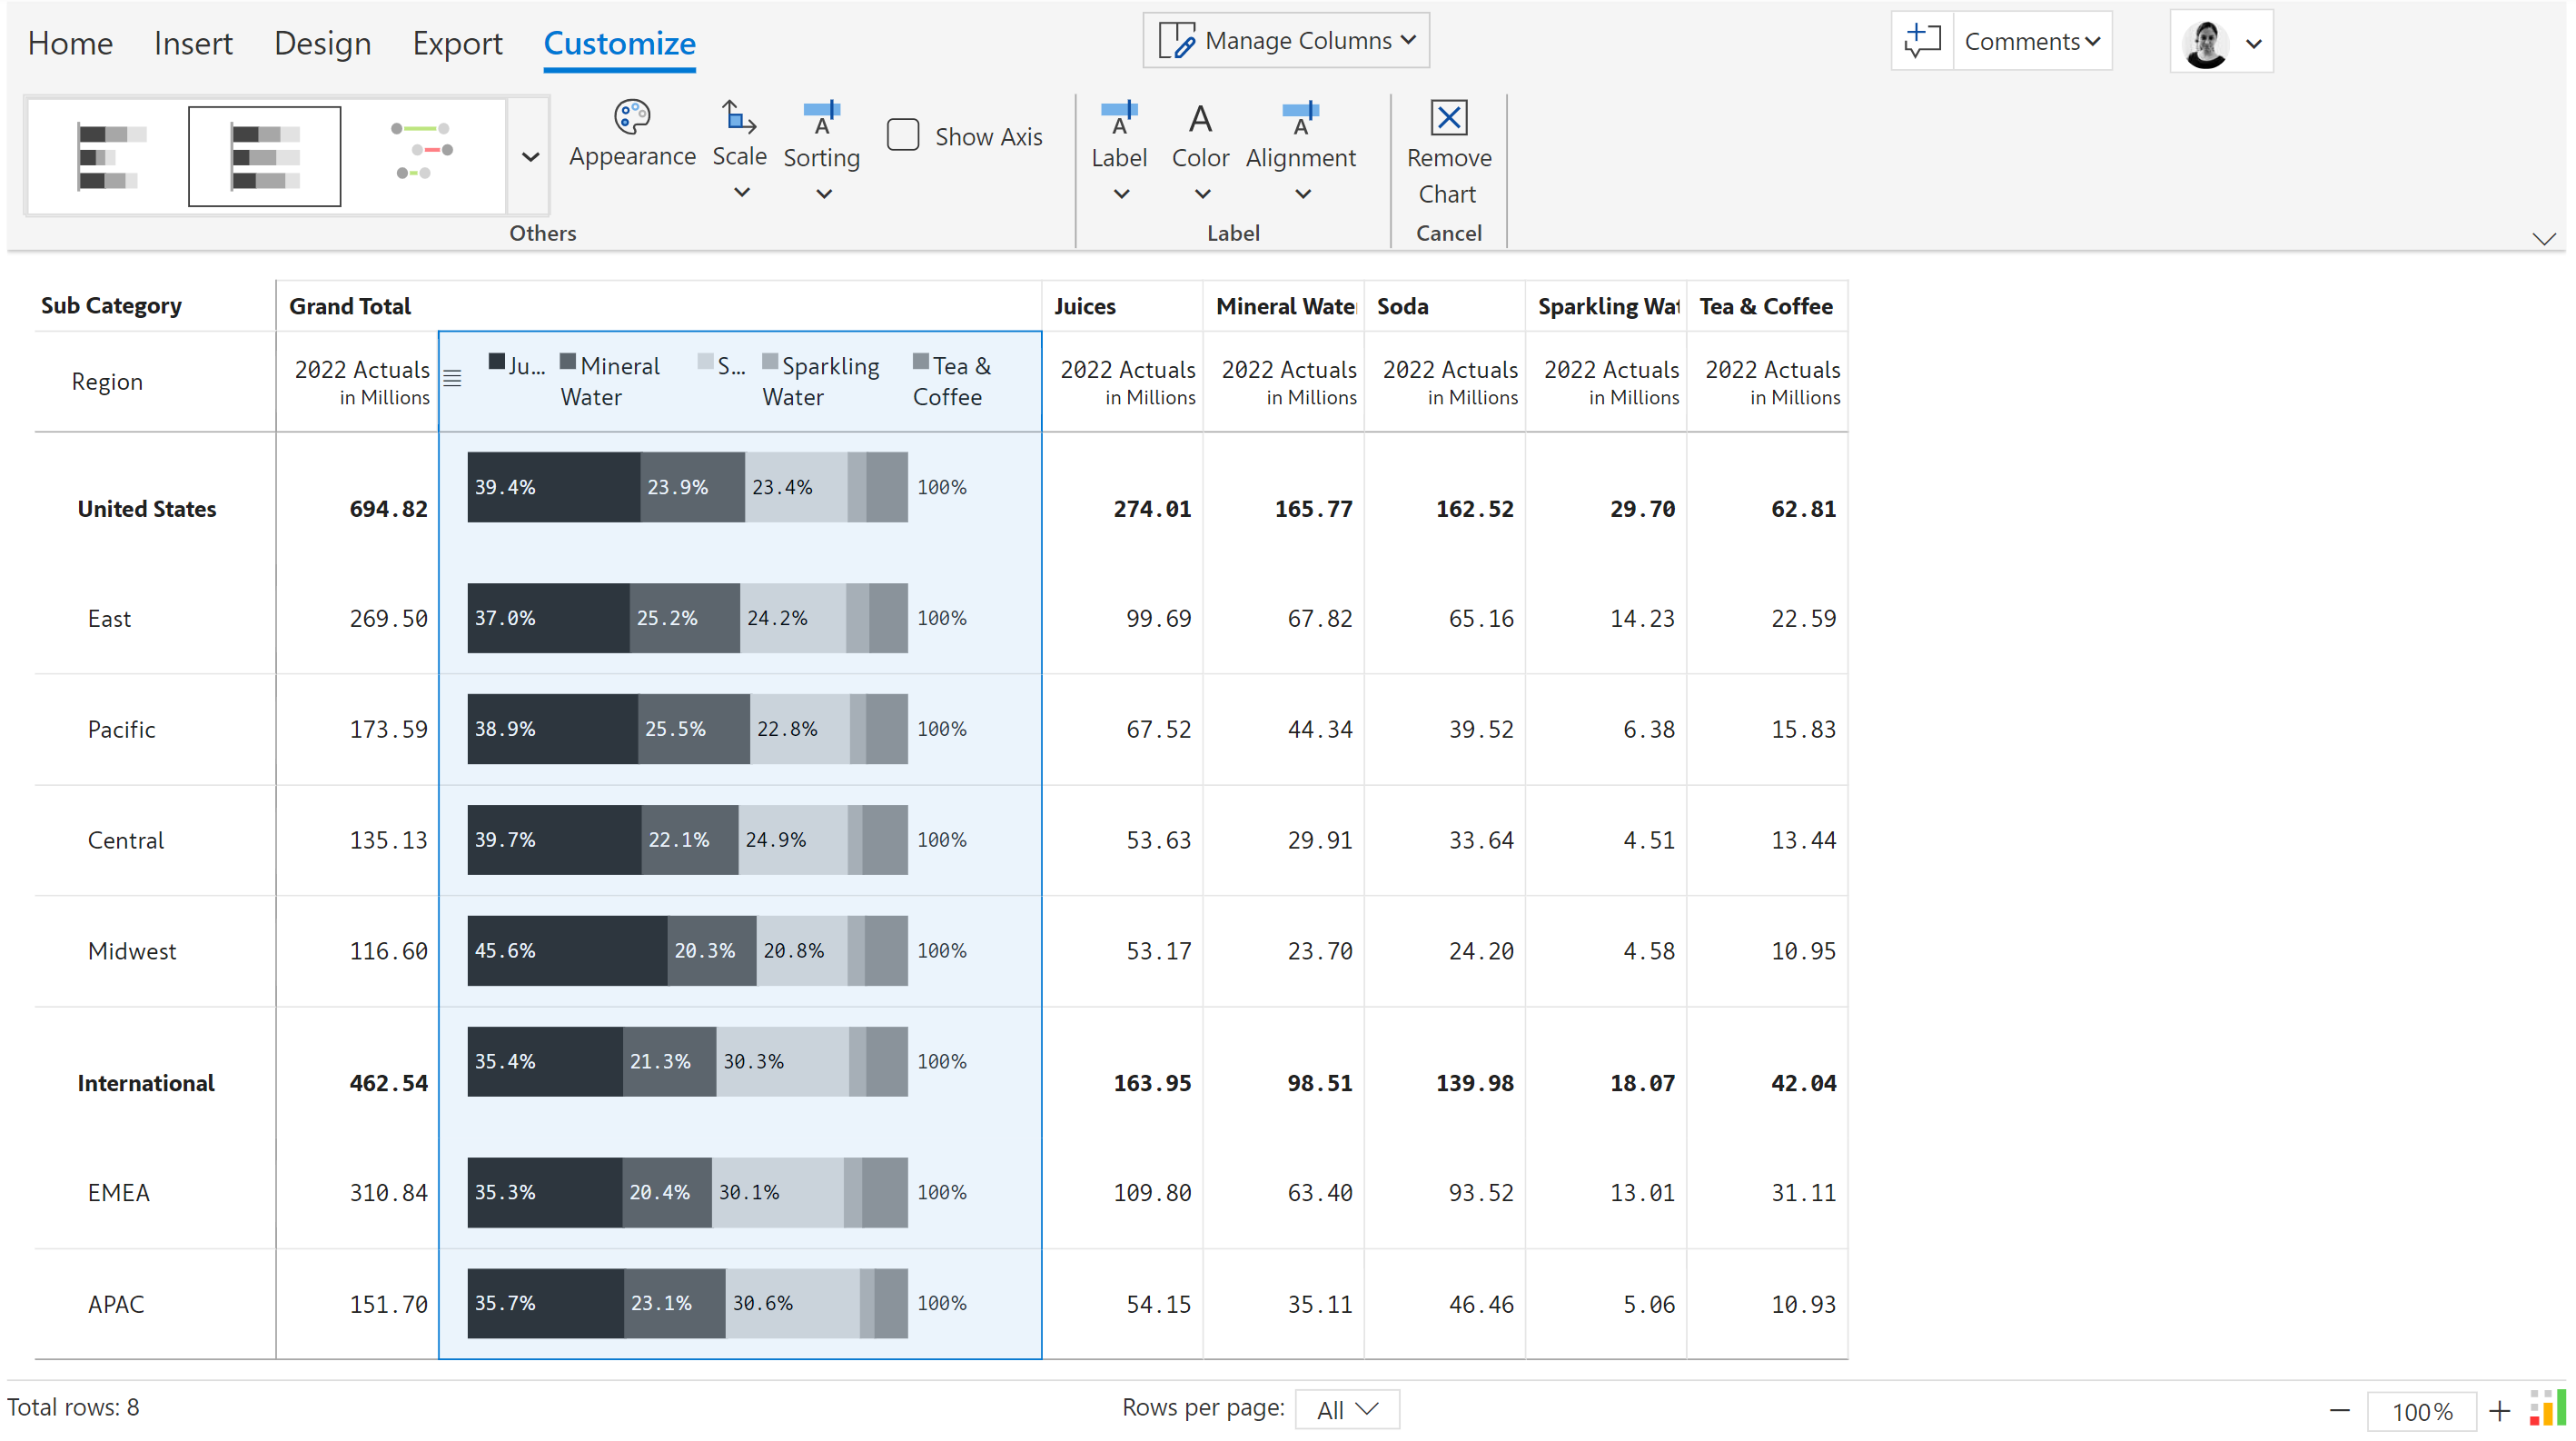 Home Insert Design Export Customize
Manage Columns
Comments
Appearance Scale Sorting Show Axis
Others
A
A
A
A
Label Color Alignment
Label
Remove
Chart
Cancel
Sub Category Grand Total Juices Mineral Wate Soda Sparkling Wat Tea & Coffee
Region
2022 Actuals
in Millions
Ju... Mineral S... Sparkling Tea &
Water Water Coffee
2022 Actuals 2022 Actuals 2022 Actuals 2022 Actuals 2022 Actuals
in Millions in Millions in Millions in Millions in Millions
United States 694.82 39.4% 23.9% 23.4% 100% 274.01 165.77 162.52 29.70 62.81
East 269.50 37.0% 25.2% 24.2% 100% 99.69 67.82 65.16 14.23 22.59
Pacific 173.59 38.9% 25.5% 22.8% 100% 67.52 44.34 39.52 6.38 15.83
Central 135.13 39.7% 22.1% 24.9% 100% 53.63 29.91 33.64 4.51 13.44
Midwest 116.60 45.6% 20.3% 20.8% 100% 53.17 23.70 24.20 4.58 10.95
International 462.54 35.4% 21.3% 30.3% 100% 163.95 98.51 139.98 18.07 42.04
EMEA 310.84 35.3% 20.4% 30.1% 100% 109.80 63.40 93.52 13.01 31.11
APAC 151.70 35.7% 23.1% 30.6% 100% 54.15 35.11 46.46 5.06 10.93
Total rows: 8 Rows per page: All 100%